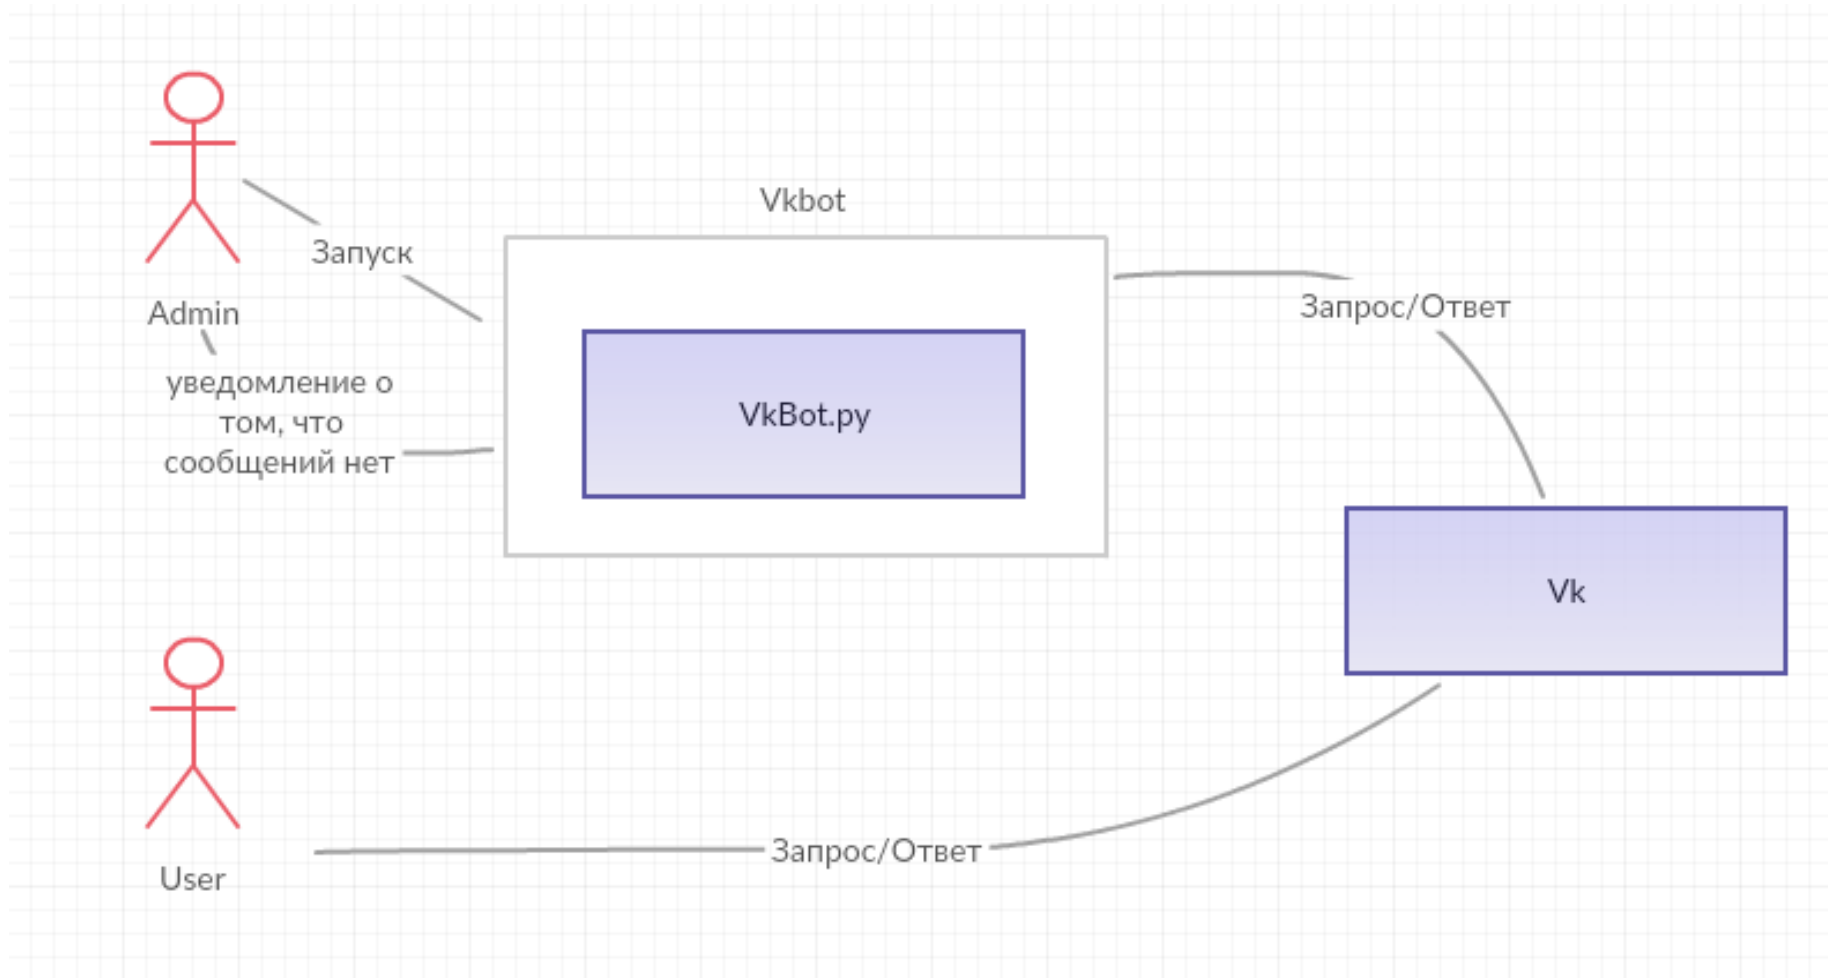 Vkbot
Запуск
Admin
уведомление о
том, что
сообщений нет
VkBot.py
Запрос/Ответ
Vk
Запрос/Ответ
User